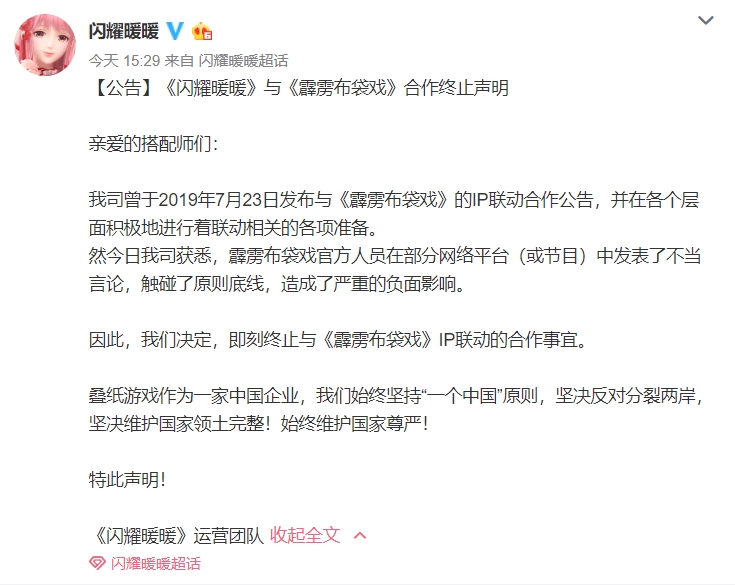 闪耀暖暖
今天 15:29 来自 闪耀暖暖超话
【公告】《闪耀暖暖》与《霹雳布袋戏》合作终止声明
亲爱的搭配师们：
我司曾于2019年7月23日发布与《霹雳布袋戏》的IP联动合作公告，并在各个层
面积极地进行着联动相关的各项准备。
然今日我司获悉，霹雳布袋戏官方人员在部分网络平台（或节目）中发表了不当
言论，触碰了原则底线，造成了严重的负面影响。
因此，我们决定，即刻终止与《霹雳布袋戏》IP联动的合作事宜。
叠纸游戏作为一家中国企业，我们始终坚持“一个中国”原则，坚决反对分裂两岸，
坚决维护国家领土完整！始终维护国家尊严！
特此声明！
《闪耀暖暖》运营团队 收起全文
闪耀暖暖超话